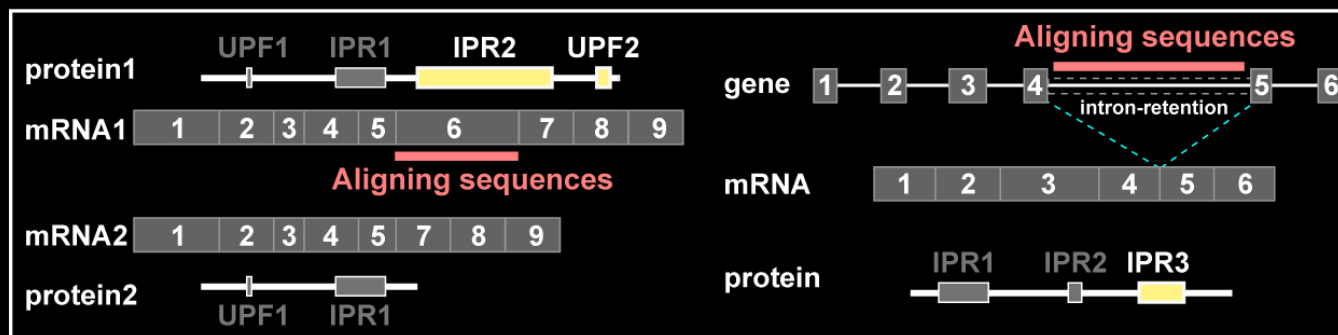 UPF1 IPR1 IPR2 UPF2
protein1
mRNA1 1 2 3 4 5 6 7 8 9
Aligning sequences
mRNA2 1 2 3 4 5 7 8 9
protein2
UPF1 IPR1
Aligning sequences
gene 1 2 3 4 5 6
intron-retention
mRNA 1 2 3 4 5 6
IPR1 IPR2 IPR3
protein